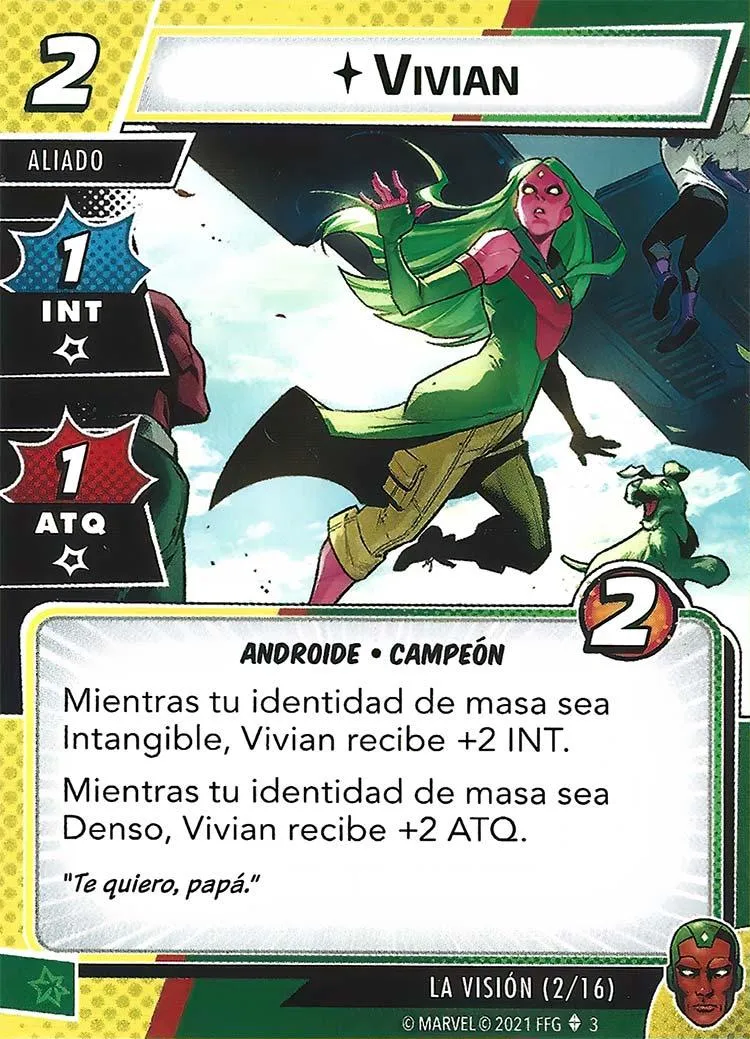 2
VIVIAN
ALIADO
1
INT
1
ATQ
2
ANDROIDE • CAMPEÓN
Mientras tu identidad de masa sea
Intangible, Vivian recibe +2 INT.
Mientras tu identidad de masa sea
Denso, Vivian recibe +2 ATQ.
"Te quiero, papá."
LA VISIÓN (2/16)
© MARVEL © 2021 FFG 3